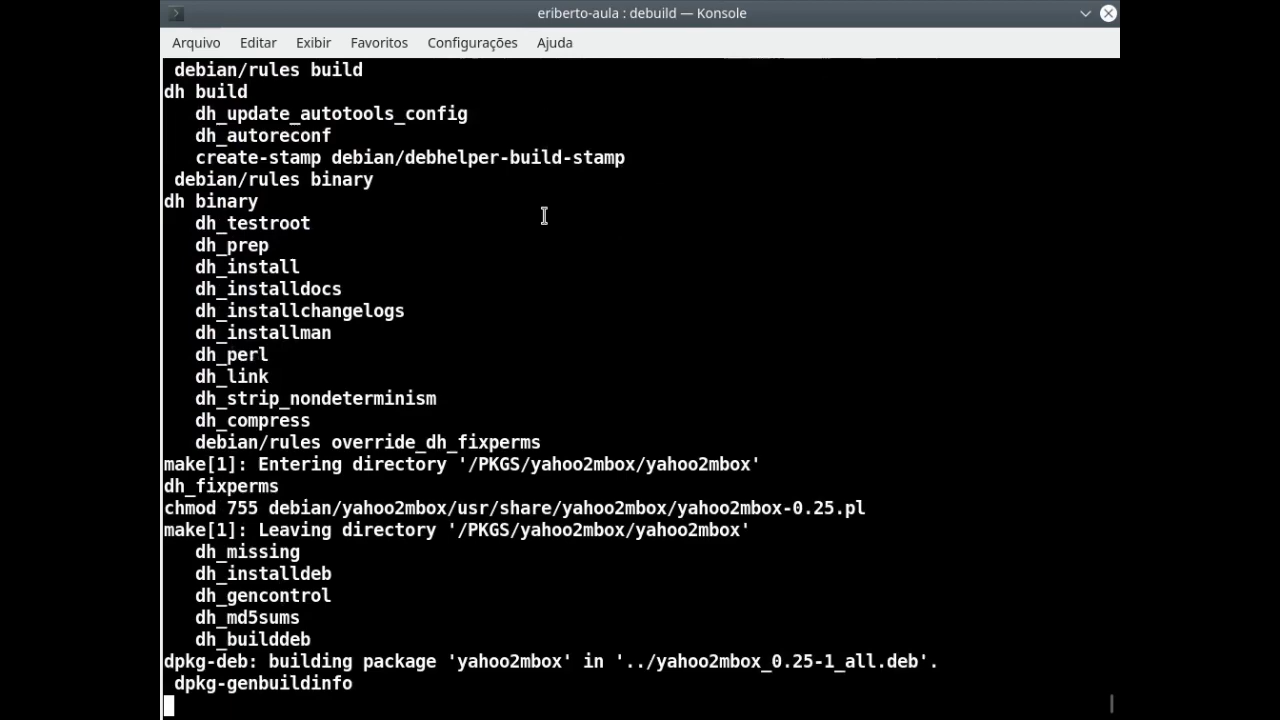 eriberto-aula : debuild — Konsole
Arquivo Editar Exibir Favoritos Configurações Ajuda
debian/rules build
dh build
dh_update_autotools_config
dh_autoreconf
create-stamp debian/debhelper-build-stamp
debian/rules binary
dh binary
dh_testroot
dh_prep
dh_install
dh_installdocs
dh_installchangelogs
dh_installman
dh_perl
dh_link
dh_strip_nondeterminism
dh_compress
debian/rules override_dh_fixperms
make[1]: Entering directory '/PKGS/yahoo2mbox/yahoo2mbox'
dh_fixperms
chmod 755 debian/yahoo2mbox/usr/share/yahoo2mbox/yahoo2mbox-0.25.pl
make[1]: Leaving directory '/PKGS/yahoo2mbox/yahoo2mbox'
dh_missing
dh_installdeb
dh_gencontrol
dh_md5sums
dh_builddeb
dpkg-deb: building package 'yahoo2mbox' in '../yahoo2mbox_0.25-1_all.deb'.
dpkg-genbuildinfo